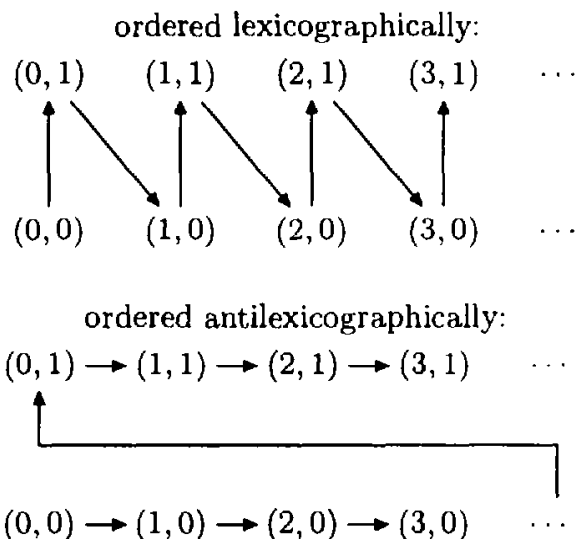 ordered lexicographically:
(0, 1) (1, 1) (2, 1) (3, 1) ···
(0, 0) (1, 0) (2, 0) (3, 0) ···
ordered antilexicographically:
(0, 1) → (1, 1) → (2, 1) → (3, 1) ···
(0, 0) → (1, 0) → (2, 0) → (3, 0) ···